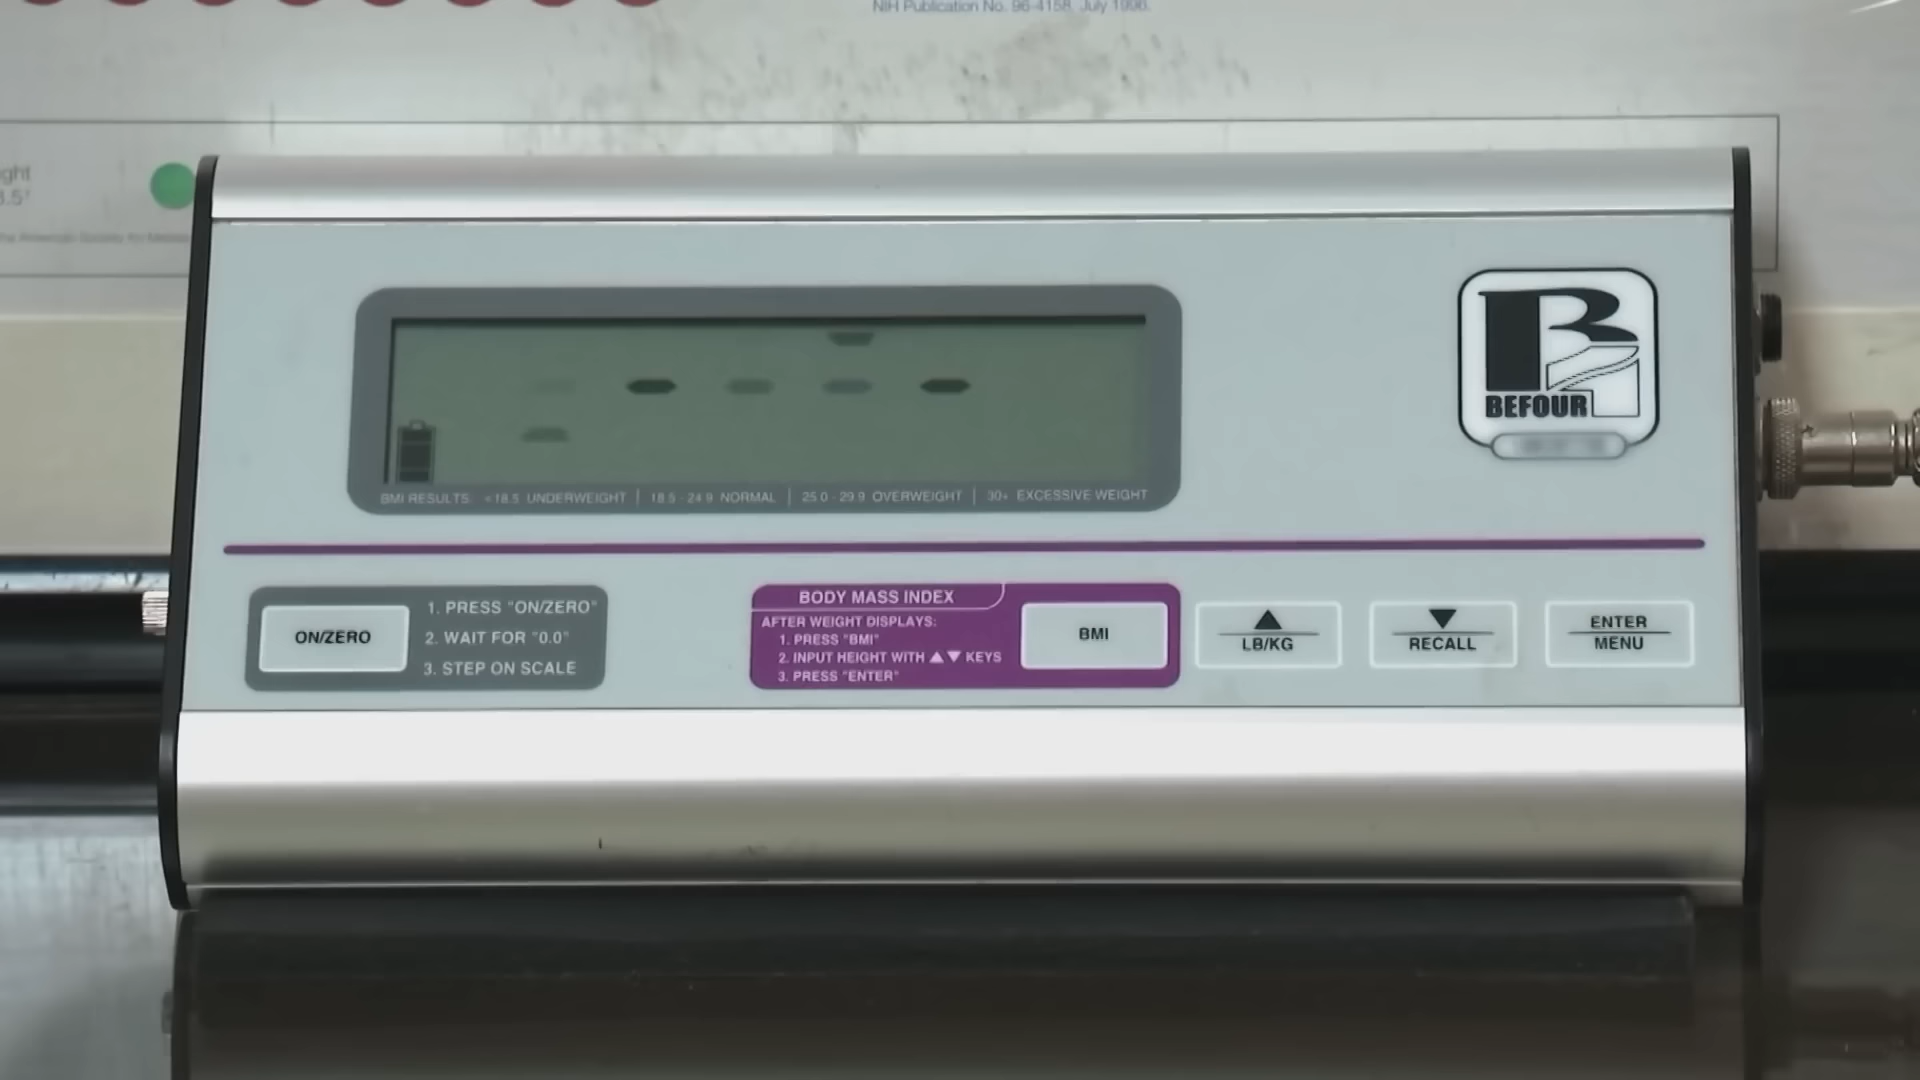 NIH Publication No. 96-4158, July 1996.
BEFOUR
BMI RESULTS: <18.5 UNDERWEIGHT | 18.5 - 24.9 NORMAL | 25.0 - 29.9 OVERWEIGHT | 30+ EXCESSIVE WEIGHT
ON/ZERO
1. PRESS "ON/ZERO"
2. WAIT FOR "0.0"
3. STEP ON SCALE
BODY MASS INDEX
AFTER WEIGHT DISPLAYS:
1. PRESS "BMI"
2. INPUT HEIGHT WITH ▲▼ KEYS
3. PRESS "ENTER"
BMI
▲
LB/KG
▼
RECALL
ENTER
MENU